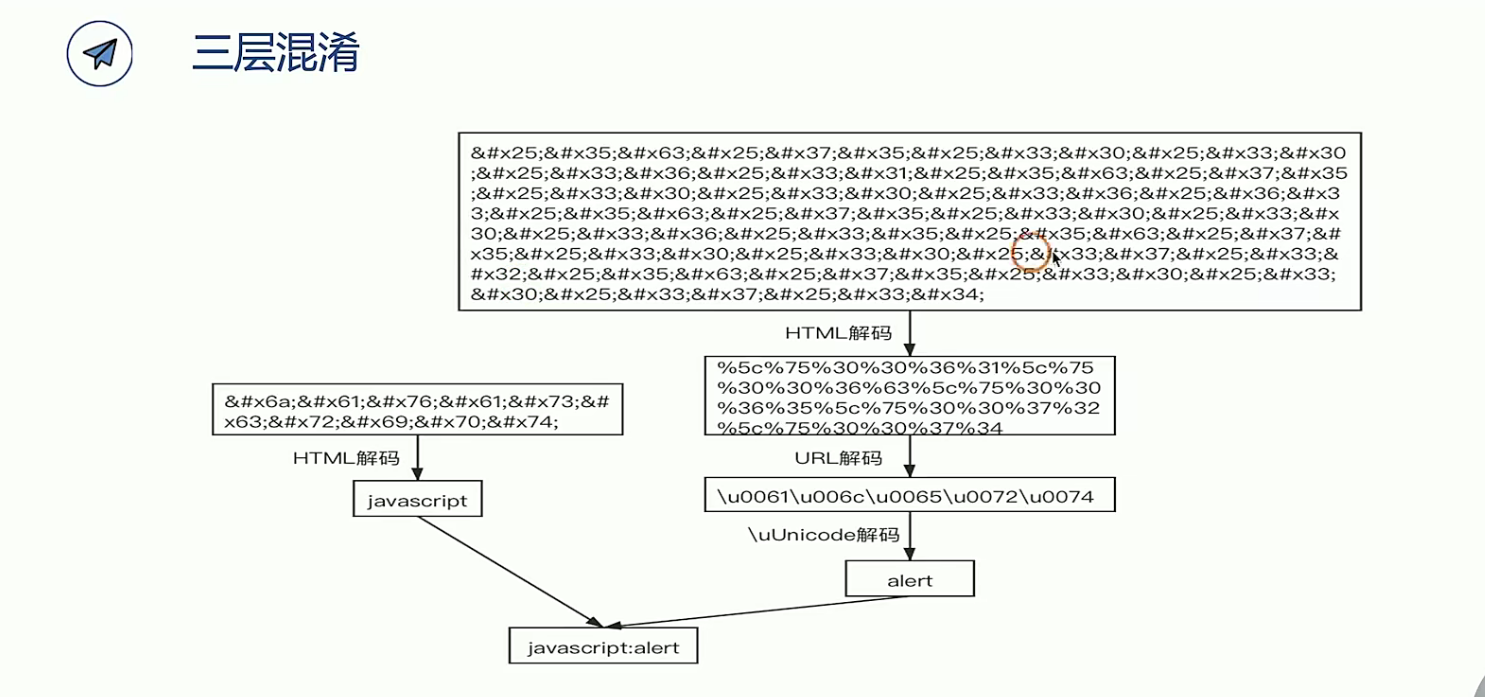 三层混淆
&#x25;&#x35;&#x63;&#x25;&#x37;&#x35;&#x25;&#x33;&#x30;&#x25;&#x33;&#x30
;&#x25;&#x33;&#x36;&#x25;&#x33;&#x31;&#x25;&#x35;&#x63;&#x25;&#x37;&#x35
;&#x25;&#x33;&#x30;&#x25;&#x33;&#x30;&#x25;&#x33;&#x36;&#x25;&#x36;&#x3
3;&#x25;&#x35;&#x63;&#x25;&#x37;&#x35;&#x25;&#x33;&#x30;&#x25;&#x33;&#x
30;&#x25;&#x33;&#x36;&#x25;&#x33;&#x35;&#x25;&#x35;&#x63;&#x25;&#x37;&#
x35;&#x25;&#x33;&#x30;&#x25;&#x33;&#x30;&#x25;&#x33;&#x37;&#x25;&#x33;&
#x32;&#x25;&#x35;&#x63;&#x25;&#x37;&#x35;&#x25;&#x33;&#x30;&#x25;&#x33;
&#x30;&#x25;&#x33;&#x37;&#x25;&#x33;&#x34;
HTML解码
%5c%75%30%30%36%31%5c%75
%30%30%36%63%5c%75%30%30
%36%35%5c%75%30%30%37%32
%5c%75%30%30%37%34
&#x6a;&#x61;&#x76;&#x61;&#x73;&#
x63;&#x72;&#x69;&#x70;&#x74;
HTML解码
URL解码
javascript
\u0061\u006c\u0065\u0072\u0074
\uUnicode解码
alert
javascript:alert